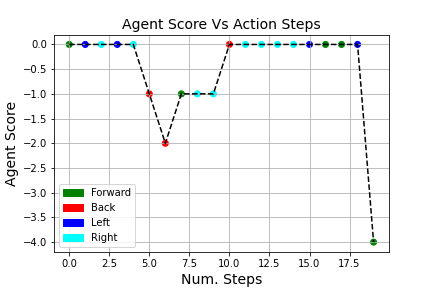 Agent Score Vs Action Steps
0.0
−0.5
−1.0
−1.5
−2.0
−2.5
−3.0
−3.5
−4.0
Agent Score
Forward
Back
Left
Right
0.0 2.5 5.0 7.5 10.0 12.5 15.0 17.5
Num. Steps